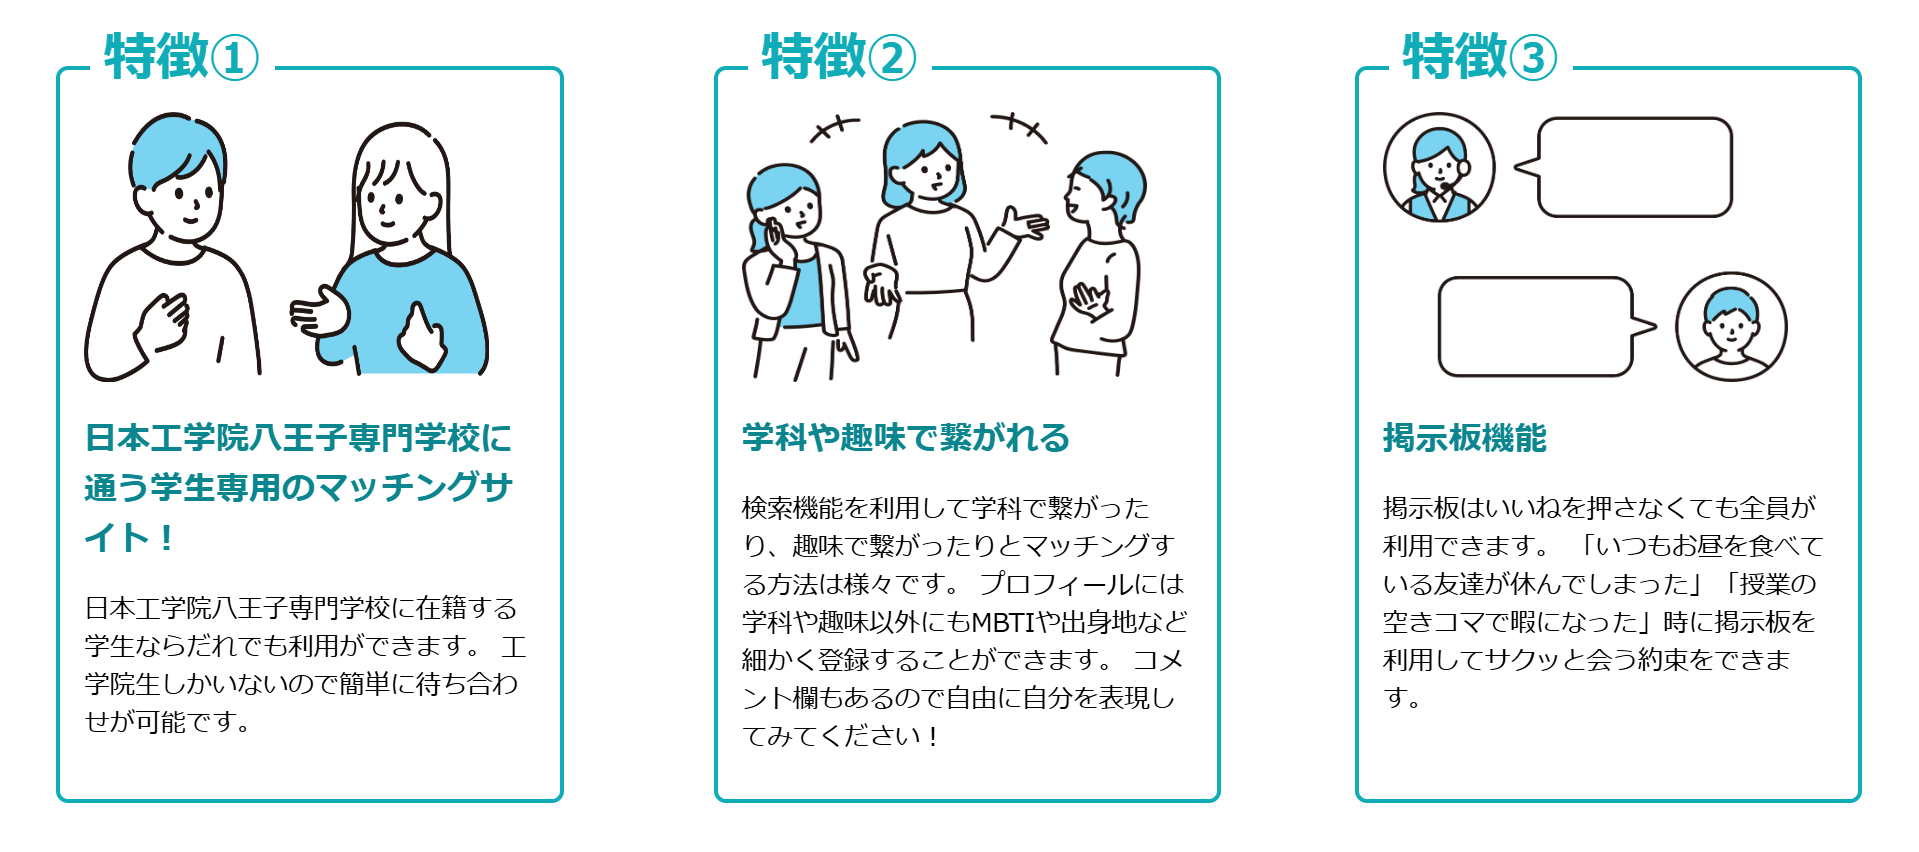 特徴①
日本工学院八王子専門学校に
通う学生専用のマッチングサ
イト！
日本工学院八王子専門学校に在籍する
学生ならだれでも利用ができます。 工
学院生しかいないので簡単に待ち合わ
せが可能です。
特徴②
学科や趣味で繋がれる
検索機能を利用して学科で繋がった
り、趣味で繋がったりとマッチングす
る方法は様々です。 プロフィールには
学科や趣味以外にもMBTIや出身地など
細かく登録することができます。 コメ
ント欄もあるので自由に自分を表現し
てみてください！
特徴③
掲示板機能
掲示板はいいねを押さなくても全員が
利用できます。 「いつもお昼を食べて
いる友達が休んでしまった」「授業の
空きコマで暇になった」時に掲示板を
利用してサクッと会う約束をできま
す。